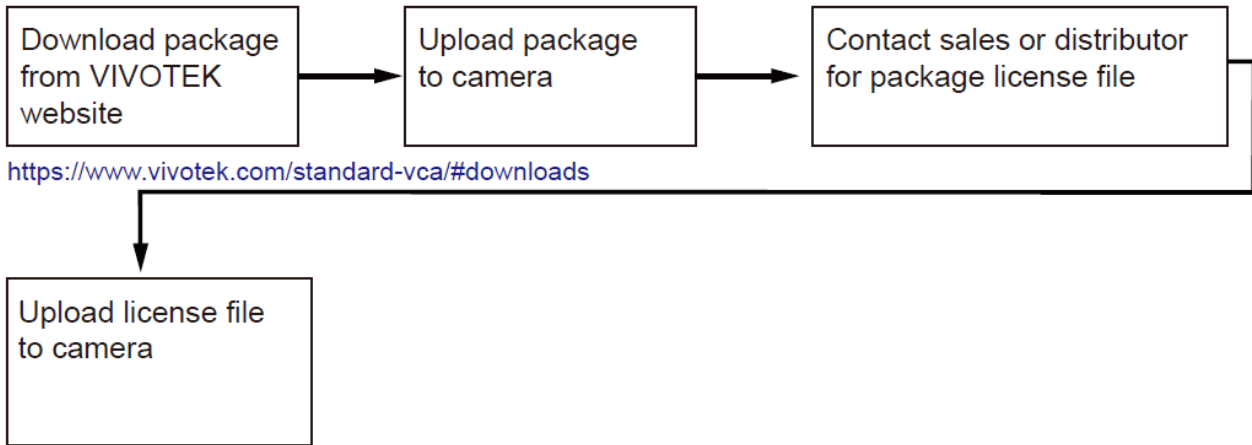 Download package
from VIVOTEK
website
Upload package
to camera
Contact sales or distributor
for package license file
https://www.vivotek.com/standard-vca/#downloads
Upload license file
to camera